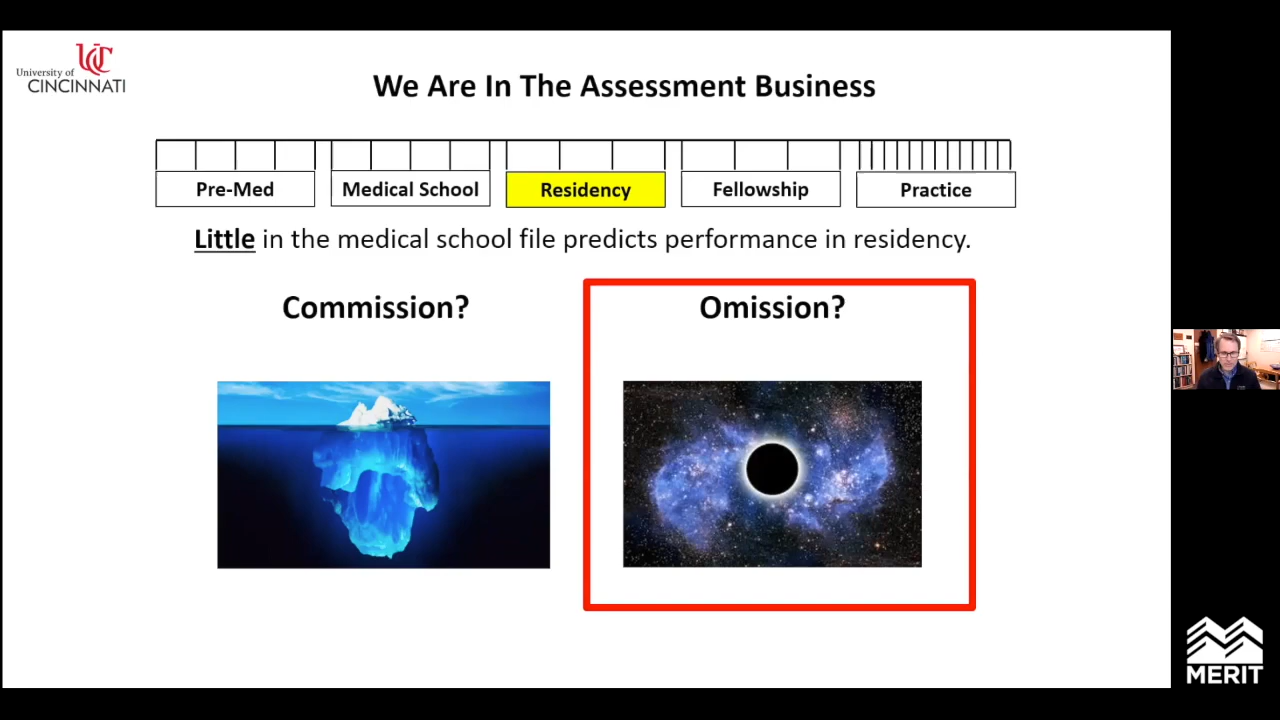 UC
University of
CINCINNATI
We Are In The Assessment Business
Pre-Med
Medical School
Residency
Fellowship
Practice
Little in the medical school file predicts performance in residency.
Commission?
Omission?
MERIT